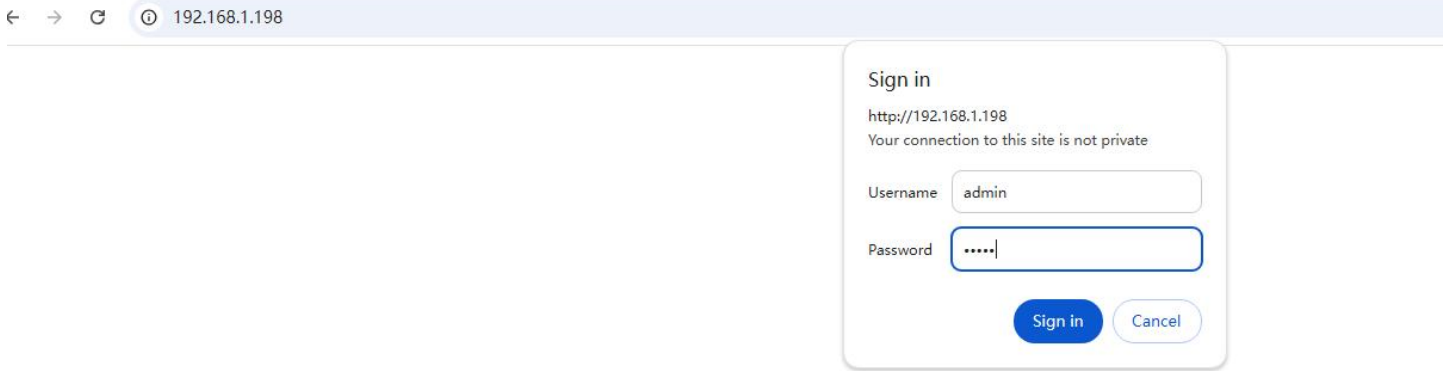 192.168.1.198
Sign in
http://192.168.1.198
Your connection to this site is not private
Username admin
Password •••••
Sign in Cancel